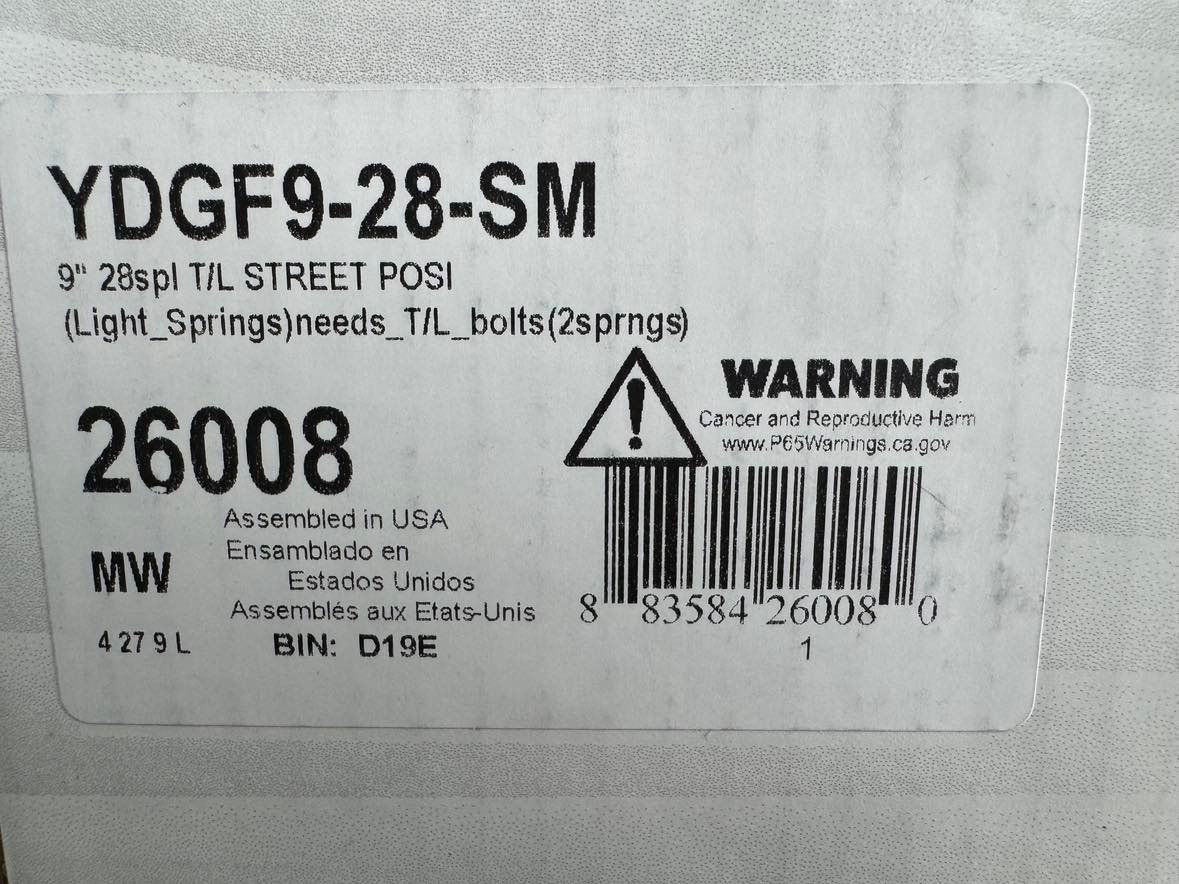 YDGF9-28-SM
9" 28spl T/L STREET POSI
(Light_Springs)needs_T/L_bolts(2sprngs)
WARNING
Cancer and Reproductive Harm
www.P65Warnings.ca.gov
26008
Assembled in USA
Ensamblado en
Estados Unidos
Assemblés aux Etats-Unis
MW
4 27 9 L
BIN: D19E
8 83584 26008 0
1